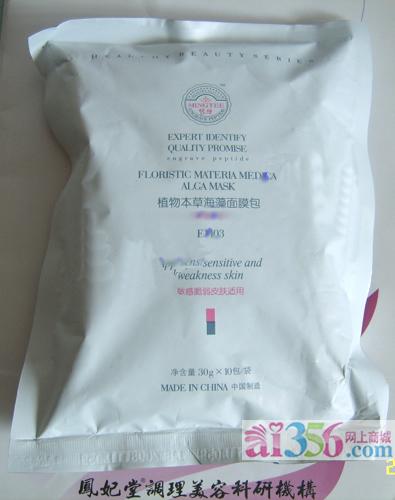 HEALTHY BEAUTY SERIES
MINGYEE
EXPERT IDENTIFY
QUALITY PROMISE
engrave peptide
FLORISTIC MATERIA MEDICA
ALGA MASK
植物本草海藻面膜包
sensitive and
weakness skin
敏感脆弱皮肤适用
净含量 30g×10包/袋
MADE IN CHINA 中国制造
ai356.网上商城
.com
鳳妃堂®調理美容科研機構